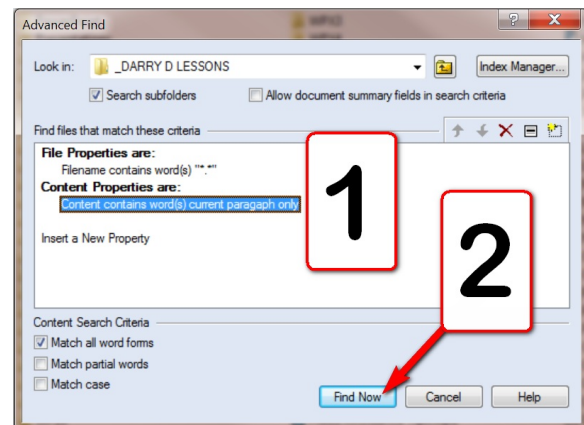 Advanced Find
Look in: _DARRY D LESSONS Index Manager...
Search subfolders Allow document summary fields in search criteria
Find files that match these criteria
File Properties are:
Filename contains word(s) "*.*"
Content Properties are:
Content contains word(s) current paragaph only
Insert a New Property
1
2
Content Search Criteria
Match all word forms
Match partial words
Match case
Find Now Cancel Help